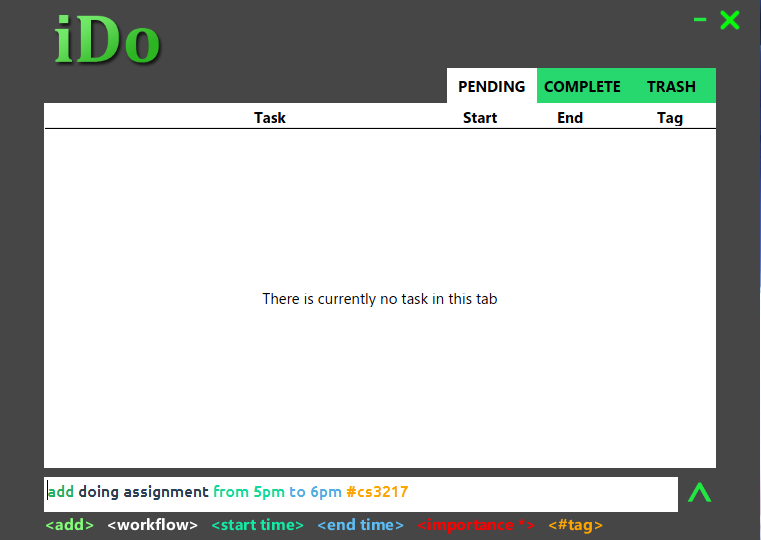 iDo
PENDING COMPLETE TRASH
Task Start End Tag
There is currently no task in this tab
add doing assignment from 5pm to 6pm #cs3217
<add> <workflow> <start time> <end time> <importance *> <#tag>